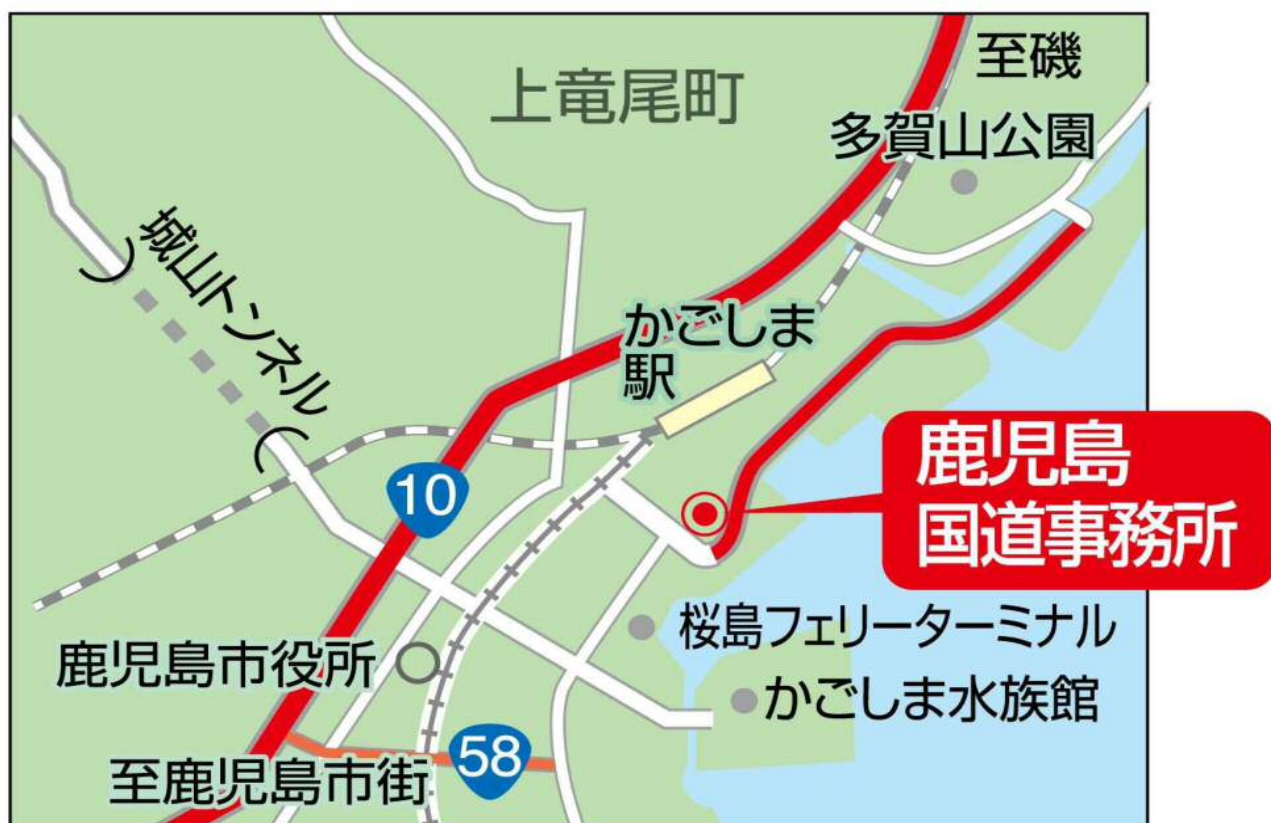 至磯
上竜尾町
多賀山公園
城山トンネル
かごしま
駅
10
鹿児島
国道事務所
桜島フェリーターミナル
鹿児島市役所
かごしま水族館
58
至鹿児島市街